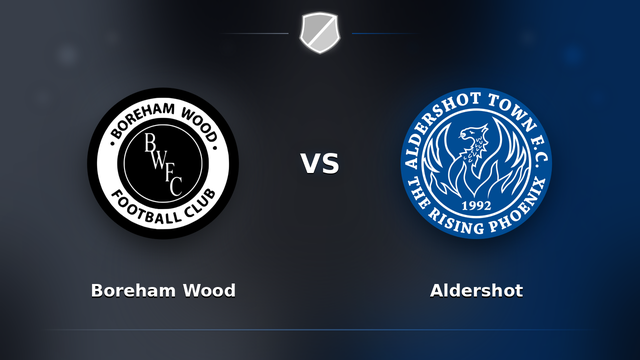 • BOREHAM WOOD •
BWFC
FOOTBALL CLUB
VS
ALDERSHOT TOWN F.C.
1992
THE RISING PHOENIX
Boreham Wood
Aldershot